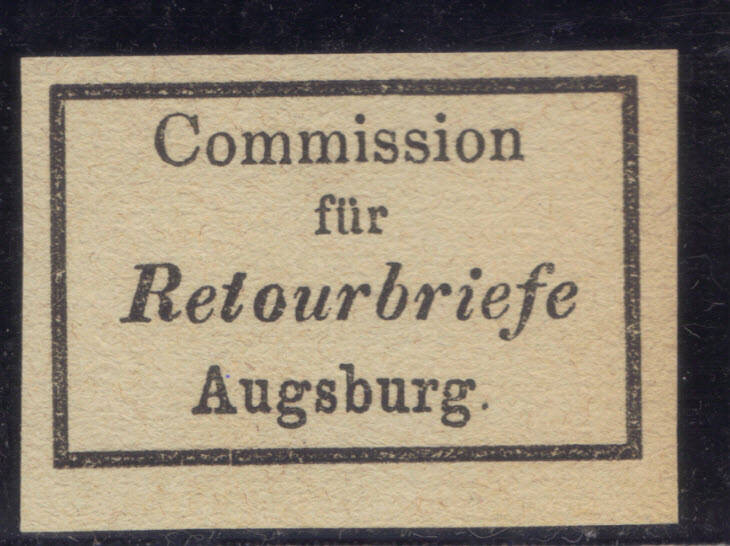 Commission
für
Retourbriefe
Augsburg.